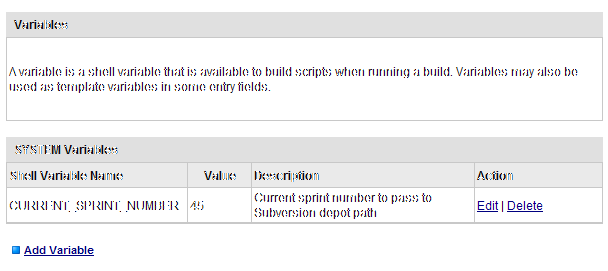 Variables
A variable is a shell variable that is available to build scripts when running a build. Variables may also be
used as template variables in some entry fields.
SYSTEM Variables
Shell Variable Name Value Description Action
CURRENT_SPRINT_NUMBER 45 Current sprint number to pass to
Subversion depot path
Edit | Delete
Add Variable